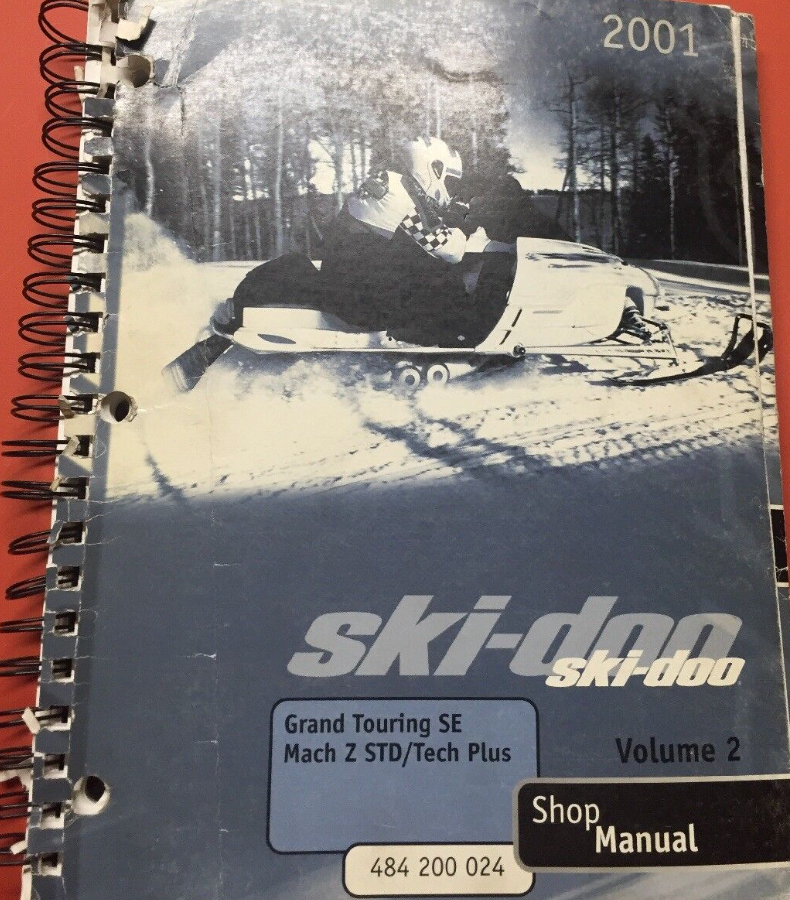 2001
ski-doo
ski-doo
Grand Touring SE
Mach Z STD/Tech Plus
Volume 2
Shop
Manual
484 200 024